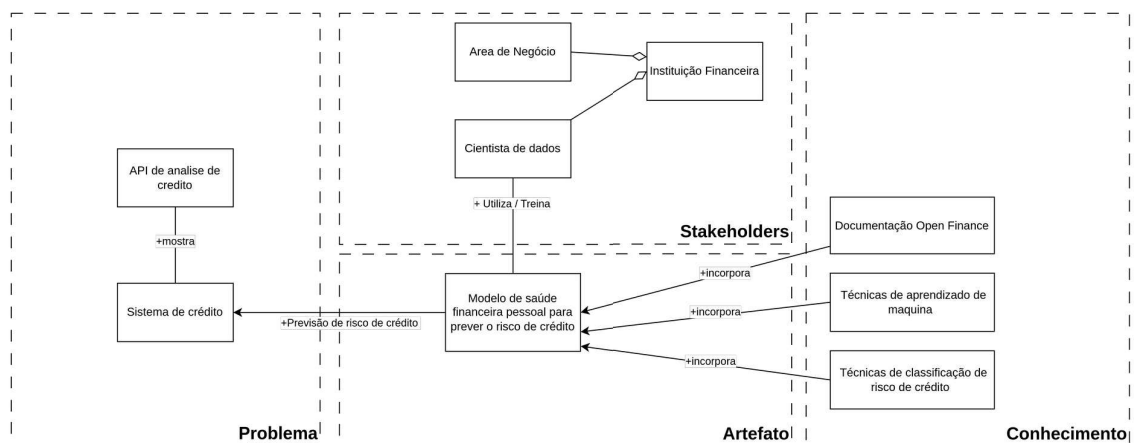 Area de Negócio
Instituição Financeira
API de analise de
credito
Cientista de dados
+ Utiliza / Treina
Stakeholders
+mostra
Documentação Open Finance
+incorpora
Sistema de crédito
+Previsão de risco de crédito
Modelo de saúde
financeira pessoal para
prever o risco de crédito
+incorpora
Técnicas de aprendizado de
maquina
+incorpora
Técnicas de classificação de
risco de crédito
Problema
Artefato
Conhecimento